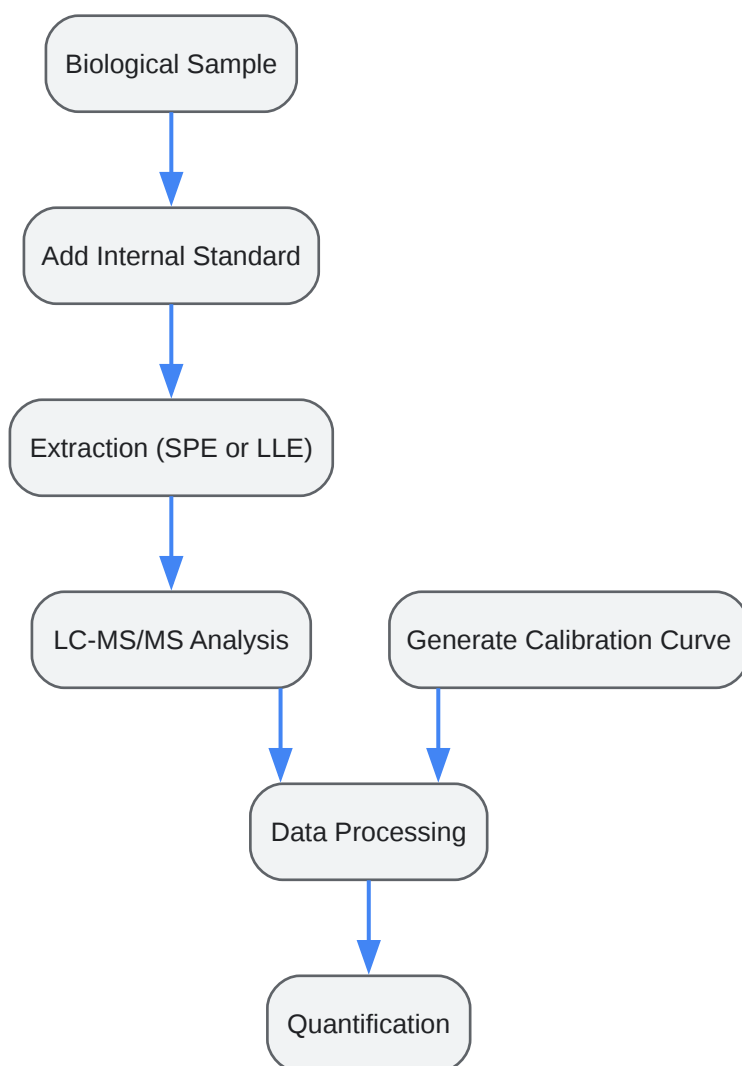 Biological Sample
Add Internal Standard
Extraction (SPE or LLE)
LC-MS/MS Analysis
Generate Calibration Curve
Data Processing
Quantification